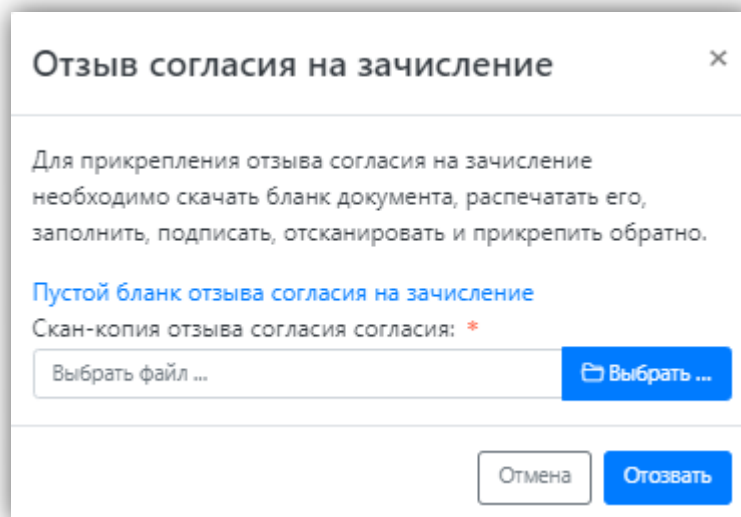 Отзыв согласия на зачисление ×
Для прикрепления отзыва согласия на зачисление
необходимо скачать бланк документа, распечатать его,
заполнить, подписать, отсканировать и прикрепить обратно.
Пустой бланк отзыва согласия на зачисление
Скан-копия отзыва согласия согласия: *
Выбрать файл ... Выбрать ...
Отмена Отозвать